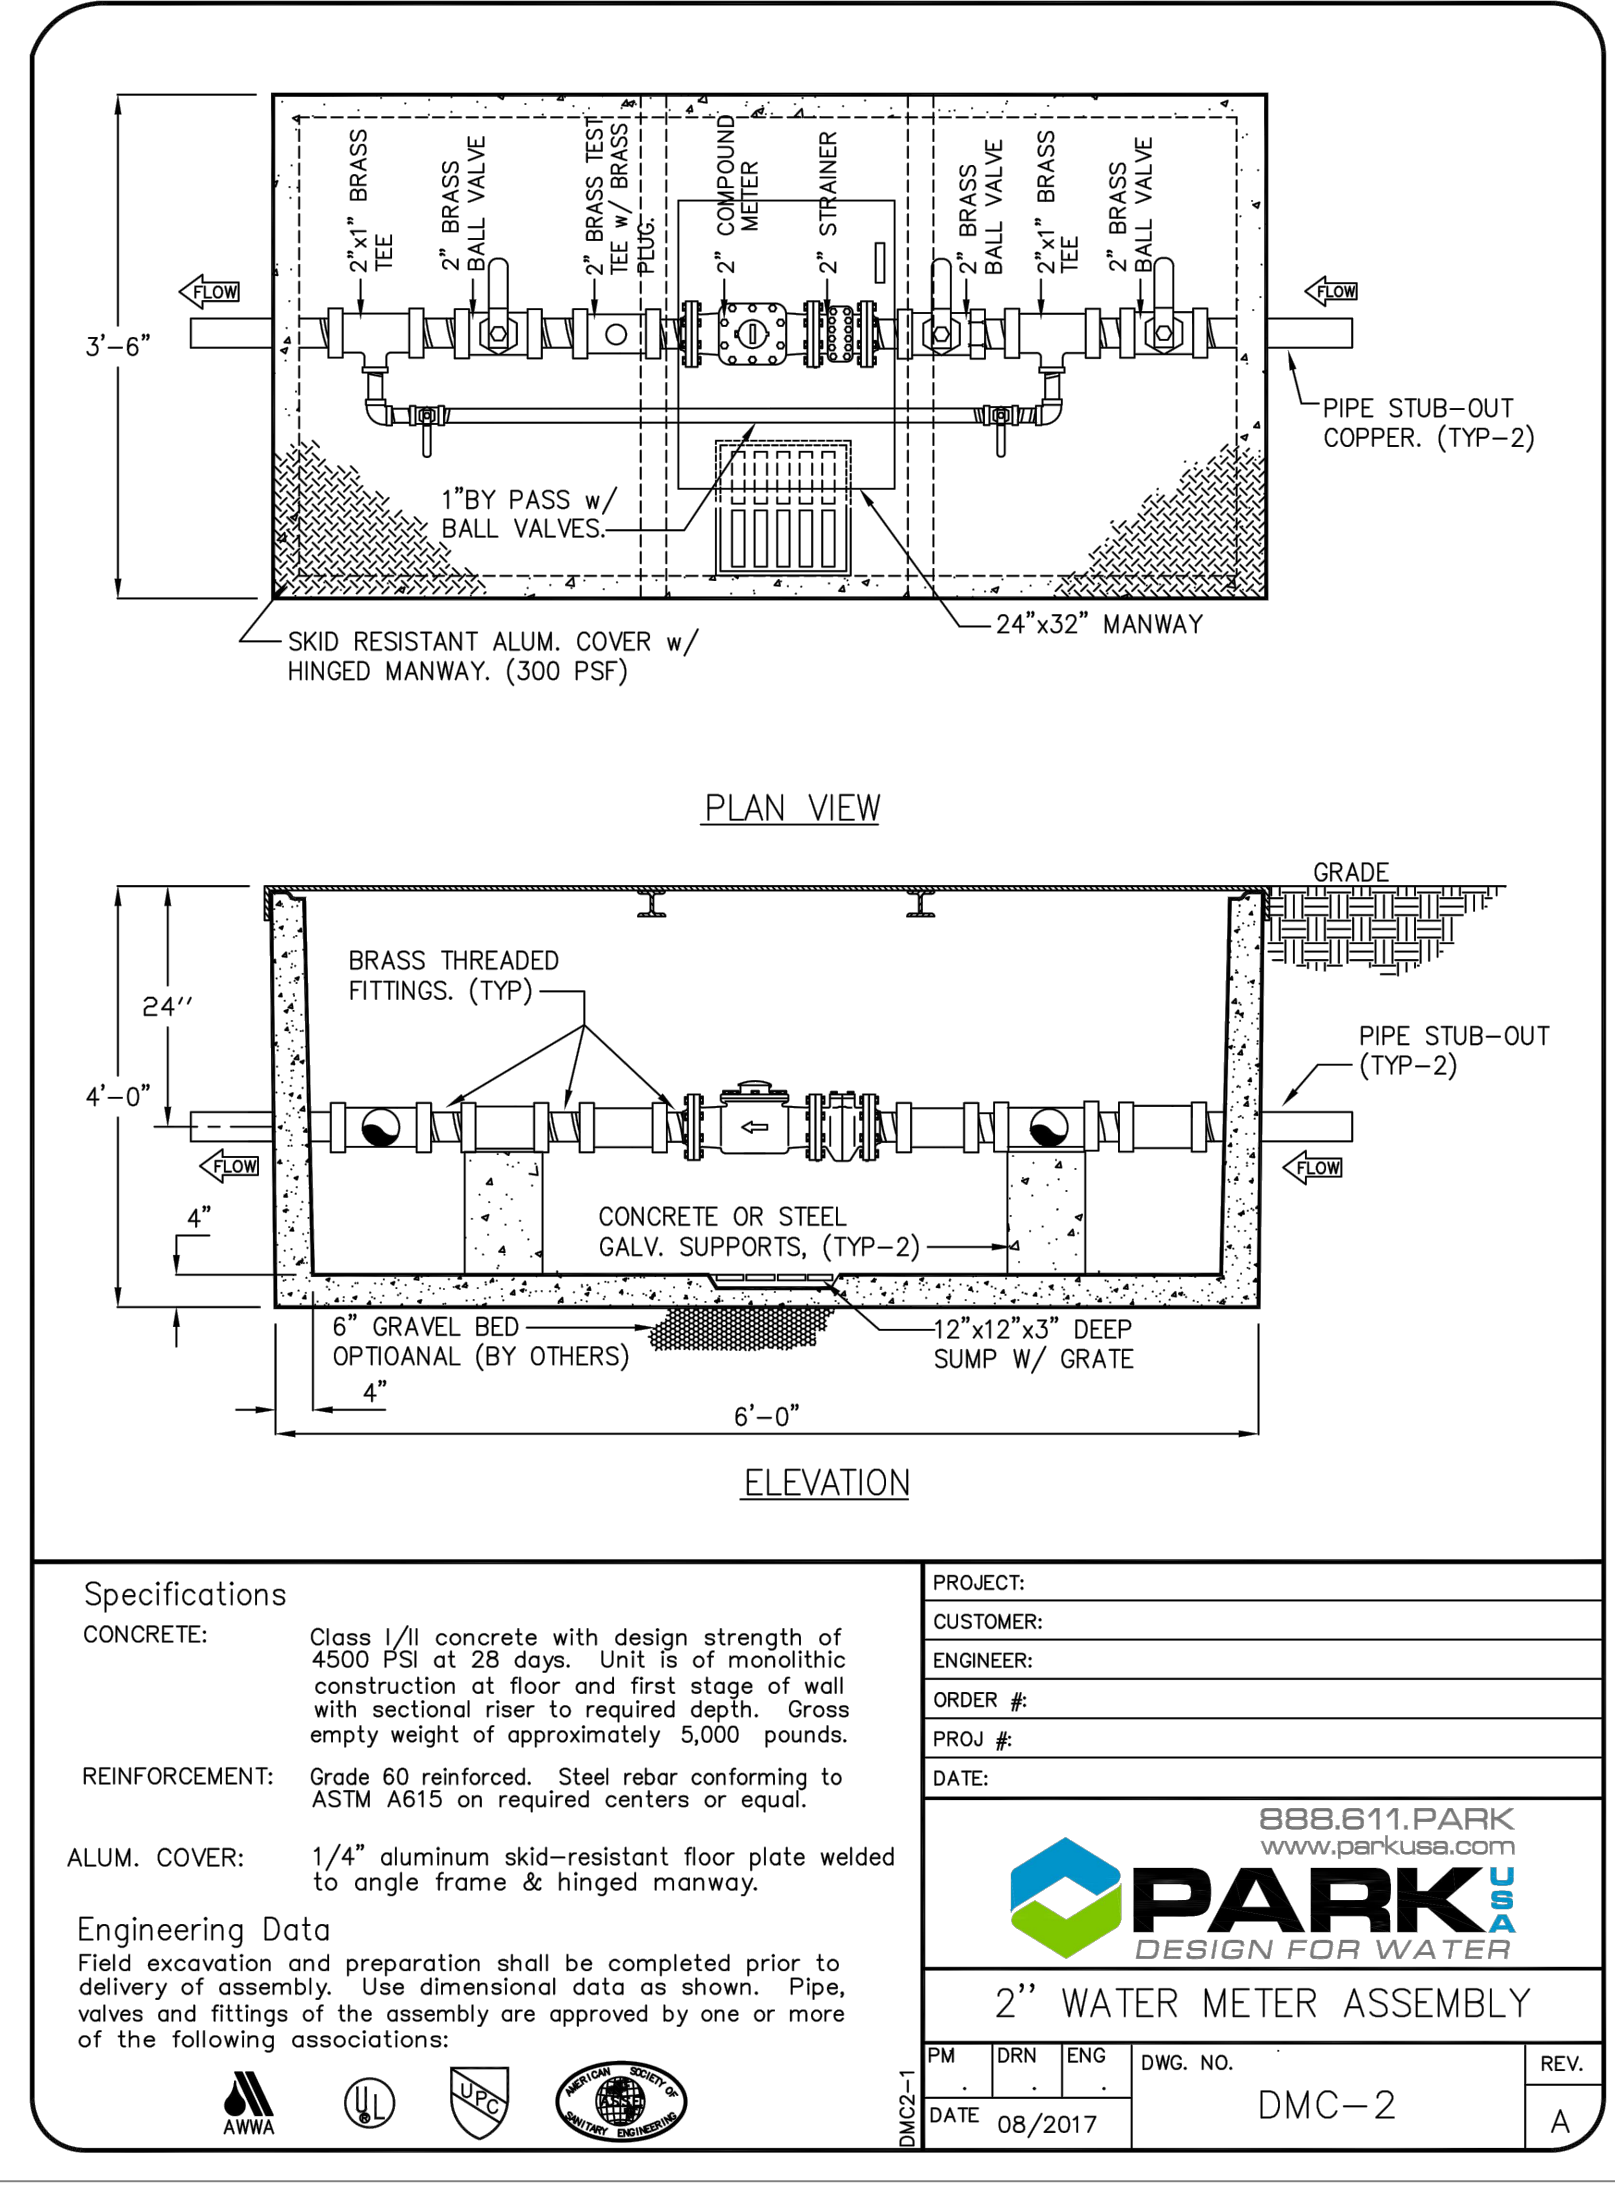 2"x1" BRASS
TEE
2" BRASS
BALL VALVE
2" BRASS TEST
TEE w/ BRASS
PLUG.
2" COMPOUND
METER
2" STRAINER
2" BRASS
BALL VALVE
2"x1" BRASS
TEE
2" BRASS
BALL VALVE
FLOW
FLOW
3'-6"
PIPE STUB-OUT
COPPER. (TYP-2)
1"BY PASS w/
BALL VALVES.
24"x32" MANWAY
SKID RESISTANT ALUM. COVER w/
HINGED MANWAY. (300 PSF)
PLAN VIEW
GRADE
BRASS THREADED
FITTINGS. (TYP)
24''
PIPE STUB-OUT
(TYP-2)
4'-0"
FLOW
FLOW
4"
CONCRETE OR STEEL
GALV. SUPPORTS, (TYP-2)
6" GRAVEL BED
OPTIOANAL (BY OTHERS)
12"x12"x3" DEEP
SUMP W/ GRATE
4"
6'-0"
ELEVATION
Specifications
CONCRETE:
Class I/II concrete with design strength of
4500 PSI at 28 days. Unit is of monolithic
construction at floor and first stage of wall
with sectional riser to required depth. Gross
empty weight of approximately 5,000 pounds.
REINFORCEMENT:
Grade 60 reinforced. Steel rebar conforming to
ASTM A615 on required centers or equal.
ALUM. COVER:
1/4" aluminum skid-resistant floor plate welded
to angle frame & hinged manway.
Engineering Data
Field excavation and preparation shall be completed prior to
delivery of assembly. Use dimensional data as shown. Pipe,
valves and fittings of the assembly are approved by one or more
of the following associations:
AWWA
UL
®
UPC
AMERICAN SOCIETY OF
ASSE
SANITARY ENGINEERING
DMC2-1
PROJECT:
CUSTOMER:
ENGINEER:
ORDER #:
PROJ #:
DATE:
888.611.PARK
www.parkusa.com
PARK USA
DESIGN FOR WATER
2'' WATER METER ASSEMBLY
PM
.
DRN
.
ENG
.
DWG. NO.
DMC-2
REV.
A
DATE 08/2017